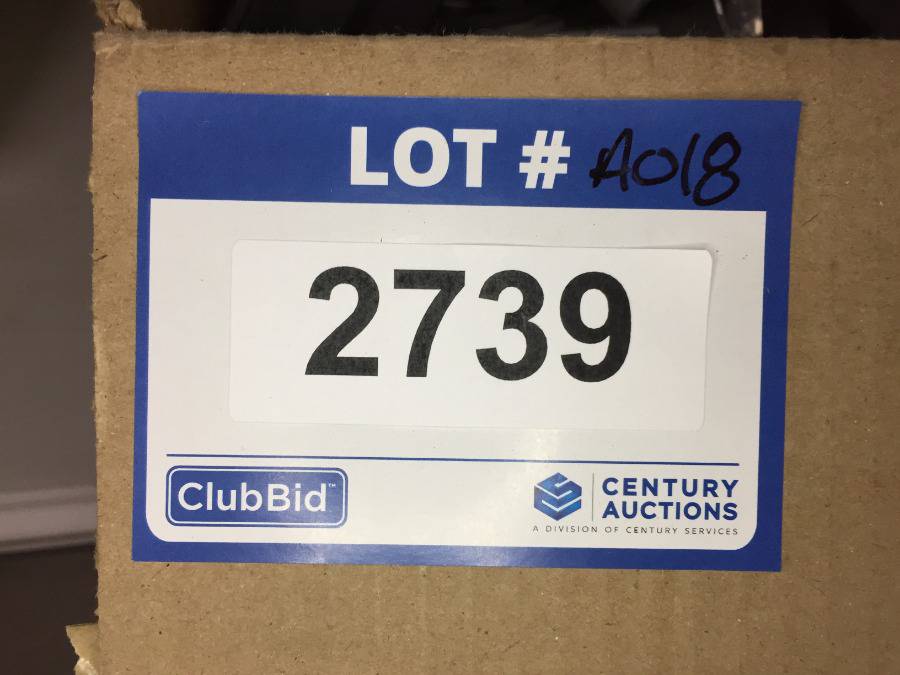 LOT # A018
2739
ClubBid™
CENTURY
AUCTIONS
A DIVISION OF CENTURY SERVICES